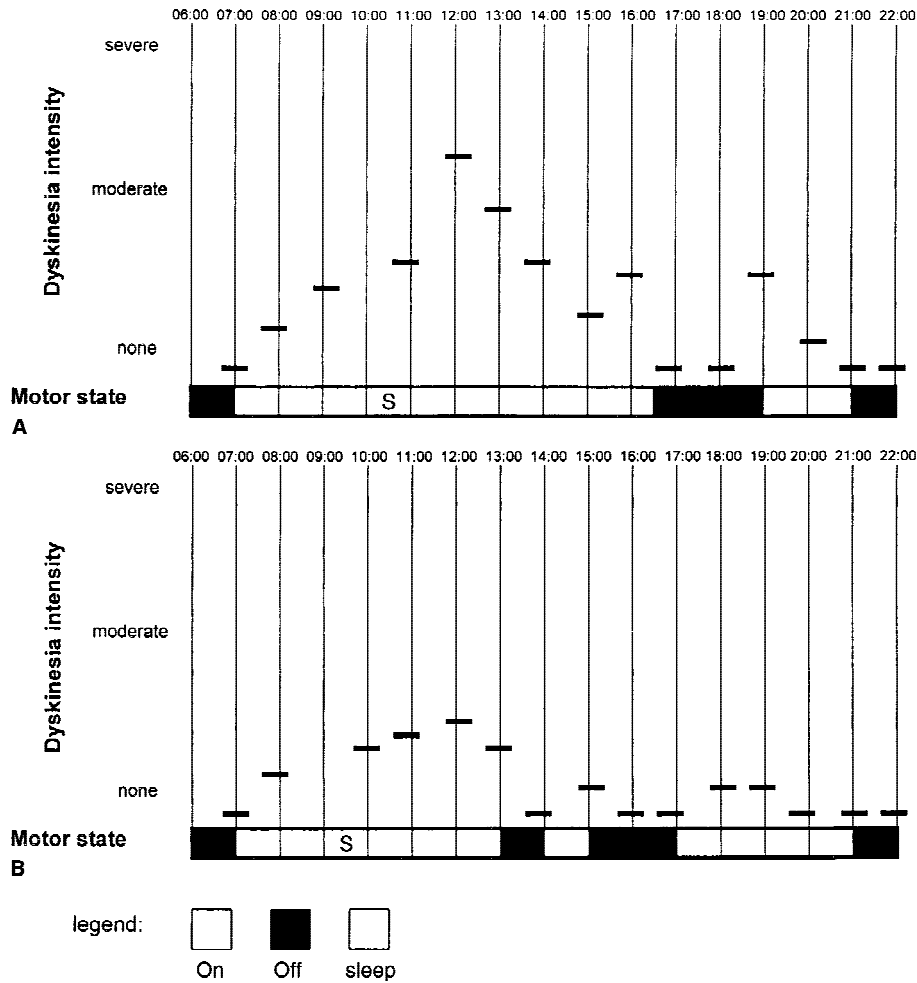 06:00 07:00 08:00 09:00 10:00 11:00 12:00 13:00 14:00 15:00 16:00 17:00 18:00 19:00 20:00 21:00 22:00
severe
Dyskinesia intensity
moderate
none
Motor state
S
A
06:00 07:00 08:00 09:00 10:00 11:00 12:00 13:00 14:00 15:00 16:00 17:00 18:00 19:00 20:00 21:00 22:00
severe
Dyskinesia intensity
moderate
none
Motor state
S
B
legend:
On Off sleep